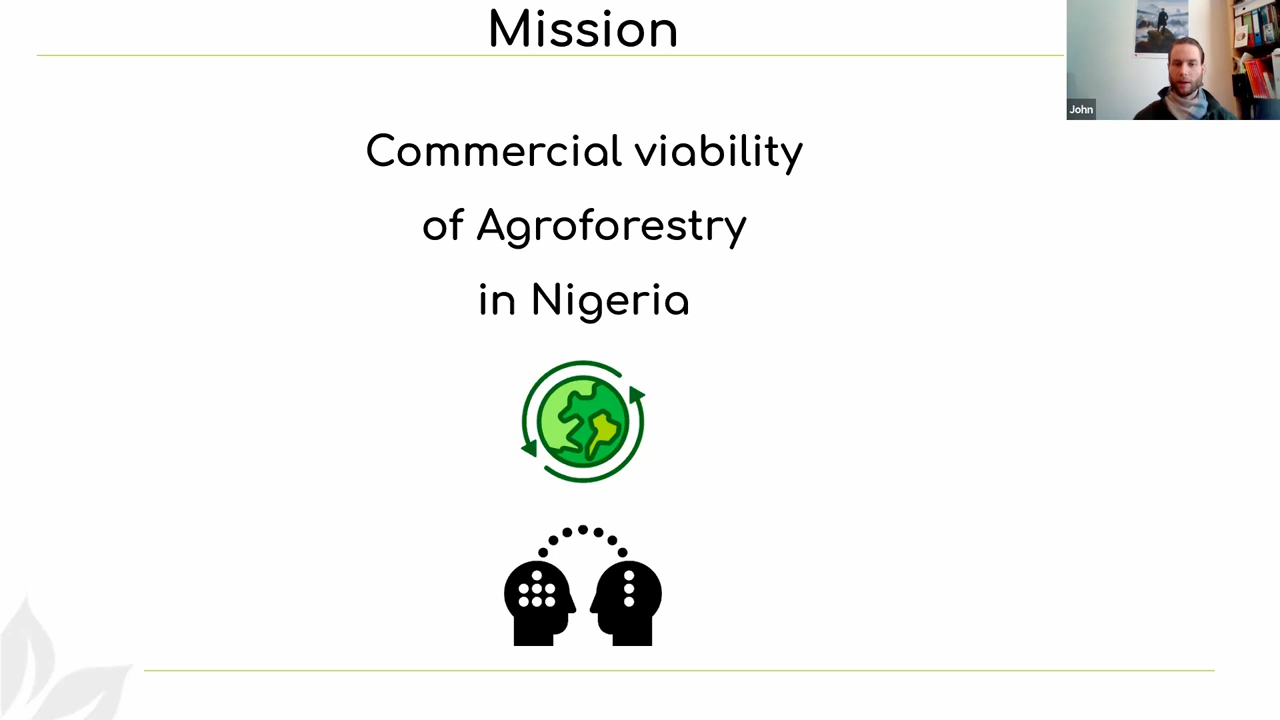 Mission
John
Commercial viability
of Agroforestry
in Nigeria